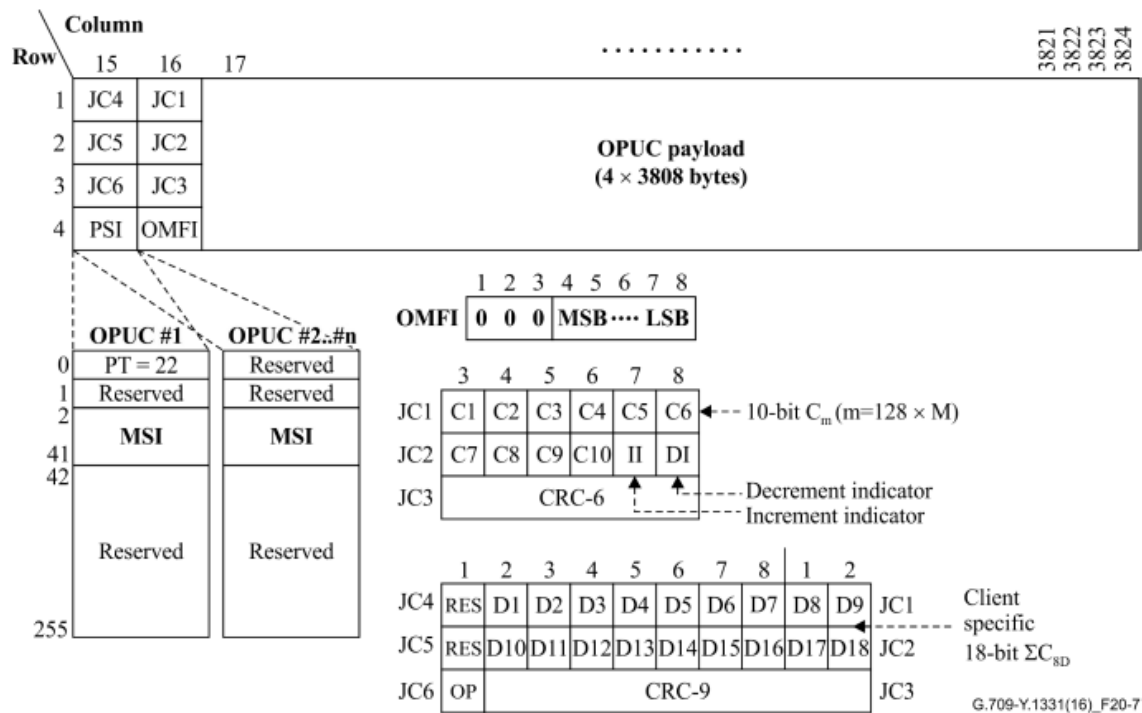 Column
Row 15 16 17 ........... 3821 3822 3823 3824
1 JC4 JC1
2 JC5 JC2
3 JC6 JC3
4 PSI OMFI
OPUC payload
(4 × 3808 bytes)
1 2 3 4 5 6 7 8
OMFI 0 0 0 MSB ···· LSB
OPUC #1 OPUC #2..#n
0 PT = 22 Reserved
1 Reserved Reserved
2
MSI MSI
41
42
Reserved Reserved
255
3 4 5 6 7 8
JC1 C1 C2 C3 C4 C5 C6 10-bit Cm (m=128 × M)
JC2 C7 C8 C9 C10 II DI
JC3 CRC-6
Decrement indicator
Increment indicator
1 2 3 4 5 6 7 8 1 2
JC4 RES D1 D2 D3 D4 D5 D6 D7 D8 D9 JC1
JC5 RES D10 D11 D12 D13 D14 D15 D16 D17 D18 JC2
JC6 OP CRC-9 JC3
Client
specific
18-bit ΣC8D
G.709-Y.1331(16)_F20-7